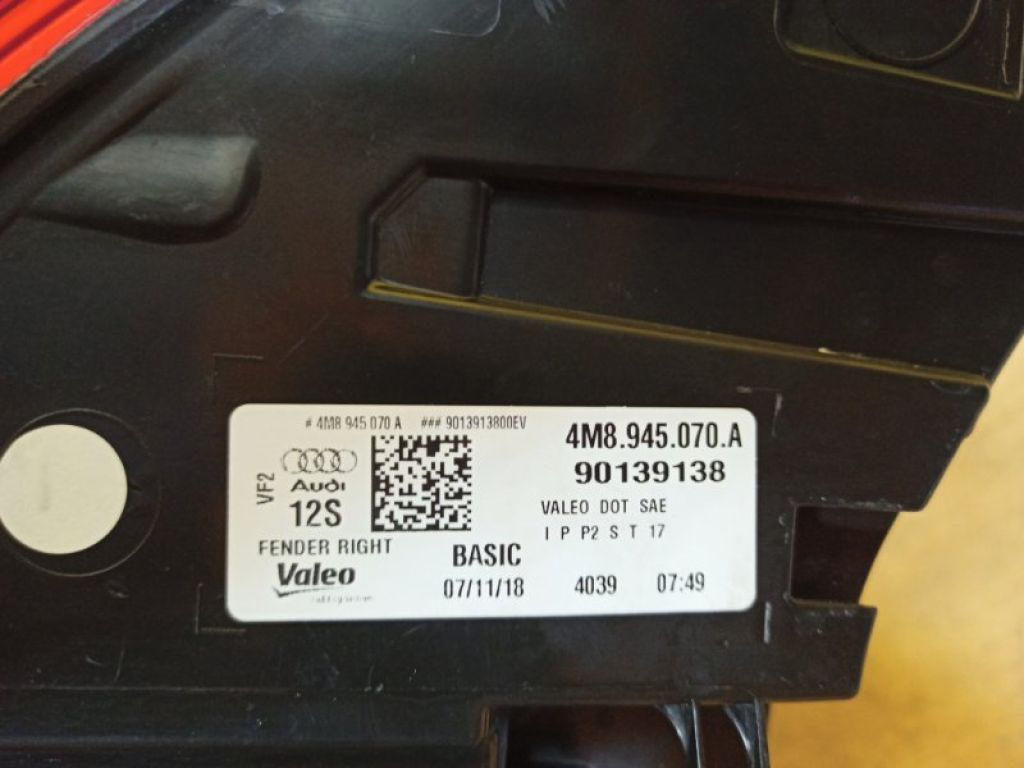 # 4M8 945 070 A ### 9013913800EV
4M8.945.070.A
90139138
VF2
Audi
12S
VALEO DOT SAE
I P P2 S T 17
FENDER RIGHT
BASIC
Valeo
07/11/18 4039 07:49